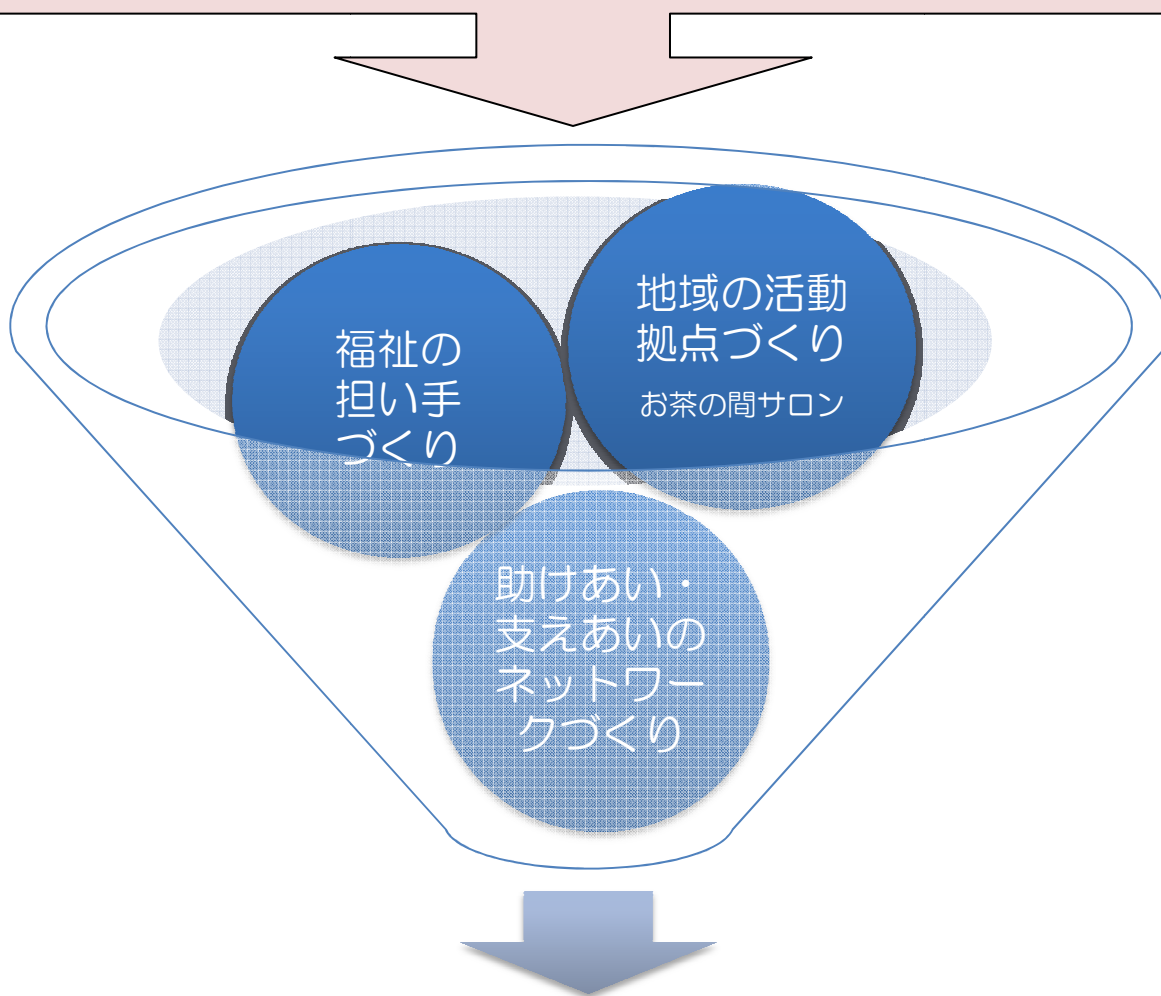 福祉の
担い手
づくり
地域の活動
拠点づくり
お茶の間サロン
助けあい・
支えあいの
ネットワー
クづくり